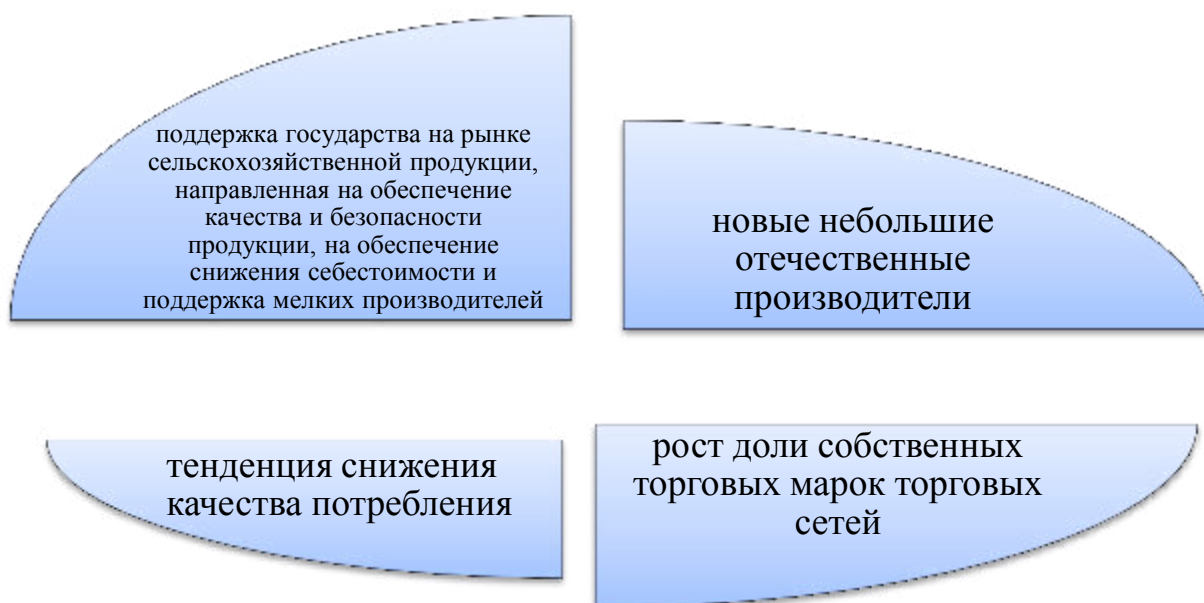 поддержка государства на рынке
сельскохозяйственной продукции,
направленная на обеспечение
качества и безопасности
продукции, на обеспечение
снижения себестоимости и
поддержка мелких производителей
новые небольшие
отечественные
производители
тенденция снижения
качества потребления
рост доли собственных
торговых марок торговых
сетей